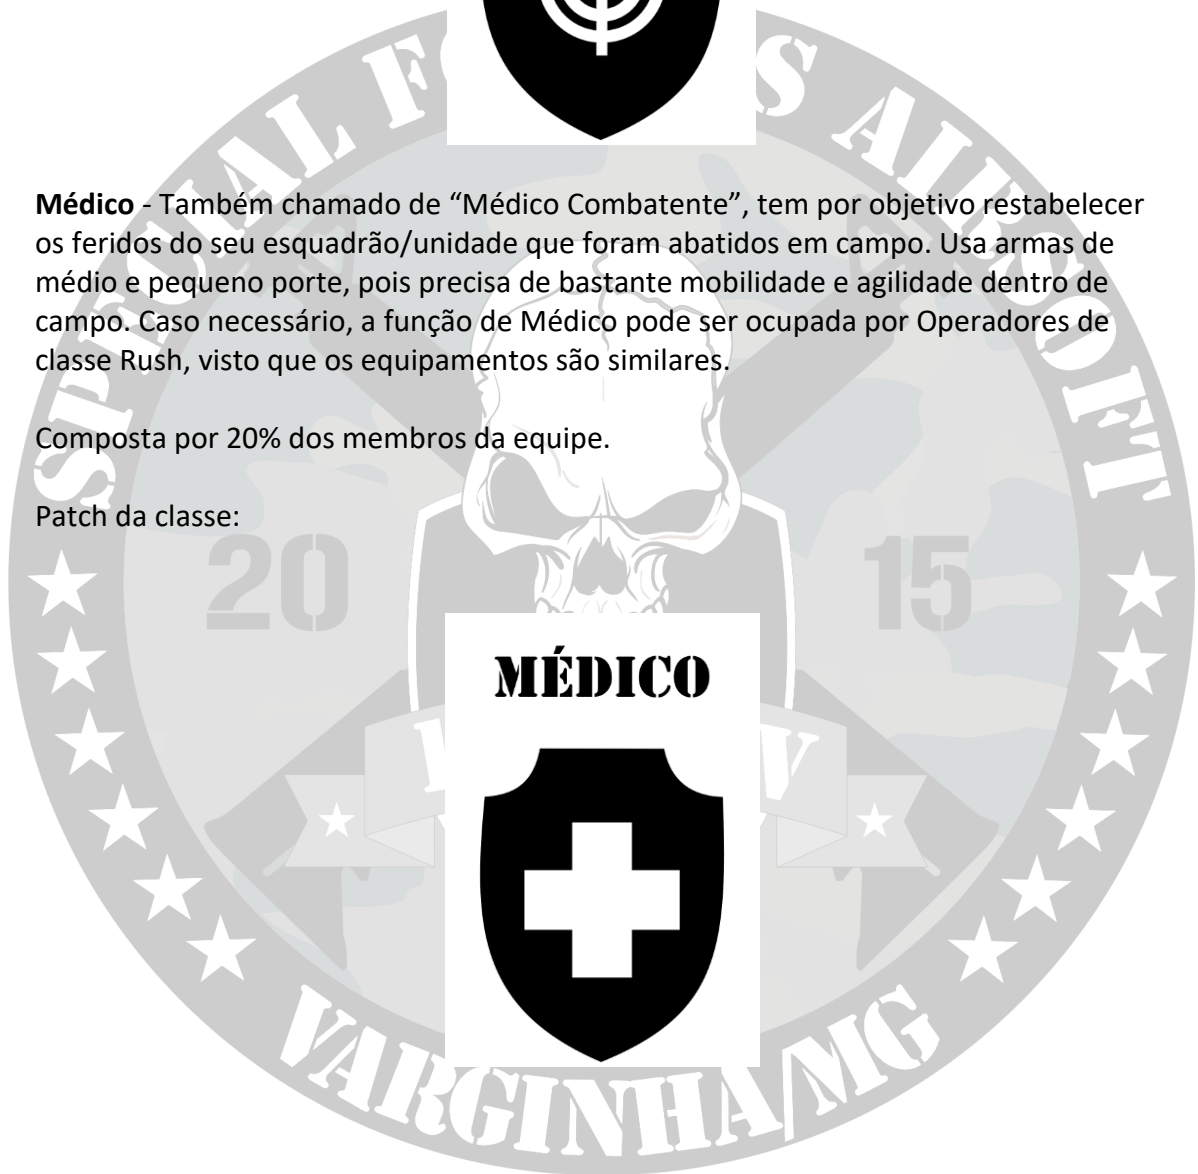 SPECIAL F S AIRSOFT
Médico - Também chamado de “Médico Combatente”, tem por objetivo restabelecer
os feridos do seu esquadrão/unidade que foram abatidos em campo. Usa armas de
médio e pequeno porte, pois precisa de bastante mobilidade e agilidade dentro de
campo. Caso necessário, a função de Médico pode ser ocupada por Operadores de
classe Rush, visto que os equipamentos são similares.
Composta por 20% dos membros da equipe.
Patch da classe:
20 15
MÉDICO
VARGINHA/MG